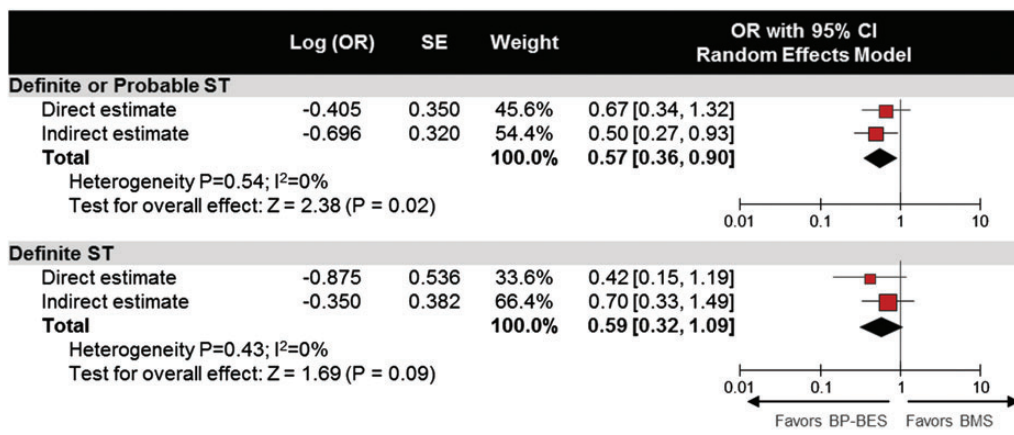 Log (OR) SE Weight OR with 95% CI
Random Effects Model
Definite or Probable ST
Direct estimate -0.405 0.350 45.6% 0.67 [0.34, 1.32]
Indirect estimate -0.696 0.320 54.4% 0.50 [0.27, 0.93]
Total 100.0% 0.57 [0.36, 0.90]
Heterogeneity P=0.54; I²=0%
Test for overall effect: Z = 2.38 (P = 0.02)
0.01 0.1 1 10
Definite ST
Direct estimate -0.875 0.536 33.6% 0.42 [0.15, 1.19]
Indirect estimate -0.350 0.382 66.4% 0.70 [0.33, 1.49]
Total 100.0% 0.59 [0.32, 1.09]
Heterogeneity P=0.43; I²=0%
Test for overall effect: Z = 1.69 (P = 0.09)
0.01 0.1 1 10
Favors BP-BES Favors BMS